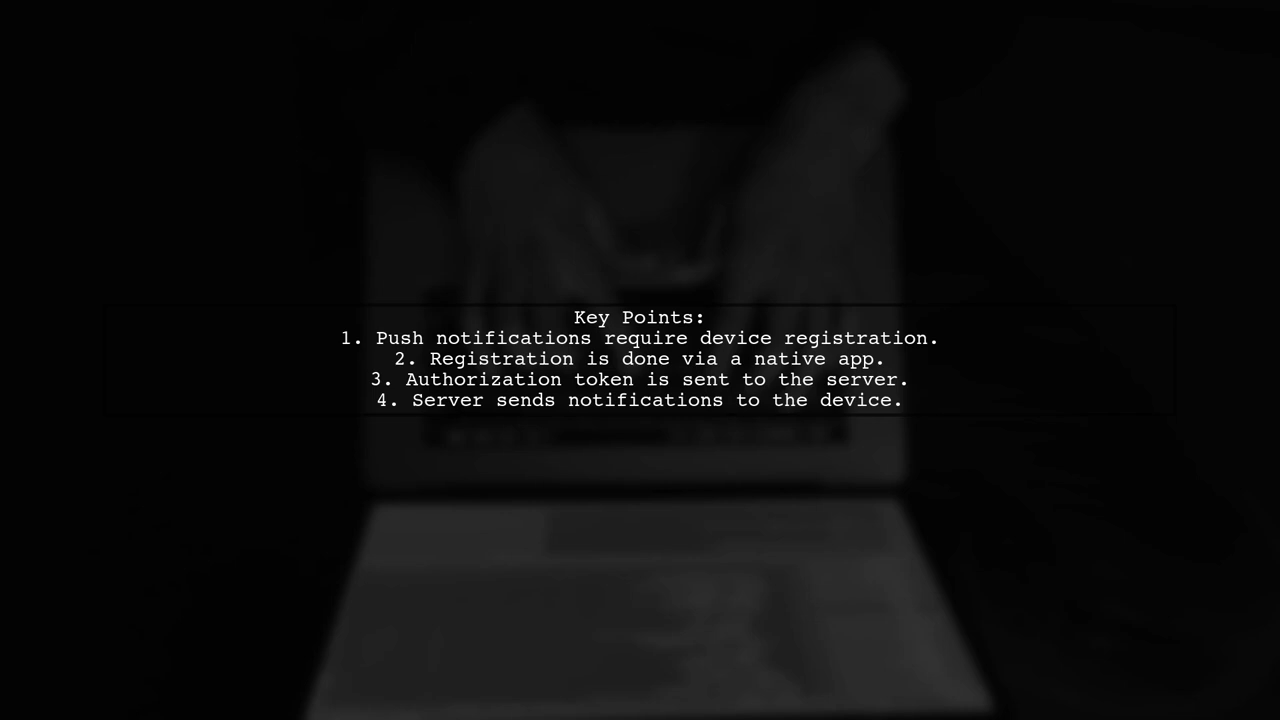 Key Points:
1. Push notifications require device registration.
2. Registration is done via a native app.
3. Authorization token is sent to the server.
4. Server sends notifications to the device.